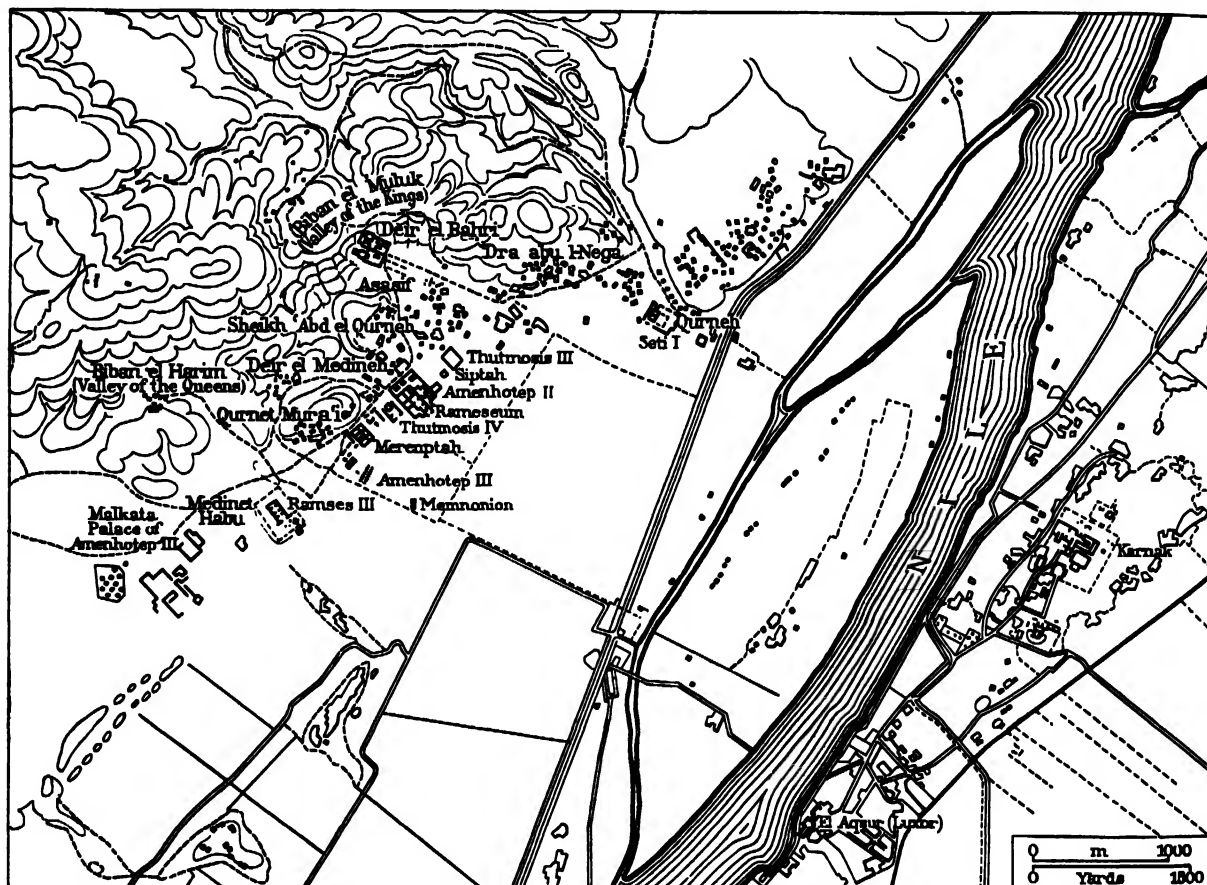 (Biban el Muluk
(Valley of the Kings)
Deir el Bahri
Dra abu l-Nega
Asasif
Sheikh Abd el Qurneh
Qurneh
Seti I
Thutmosis III
Siptah
Deir el Medineh
Biban el Harim
(Valley of the Queens)
Amenhotep II
Rameseum
Qurnet Mura'i
Thutmosis IV
Merenptah
Amenhotep III
Medinet
Habu
Ramses III
Memnonion
Malkata
Palace of
Amenhotep III
NILE
Karnak
El Aqsur (Luxor)
0 m 1000
0 Yards 1500